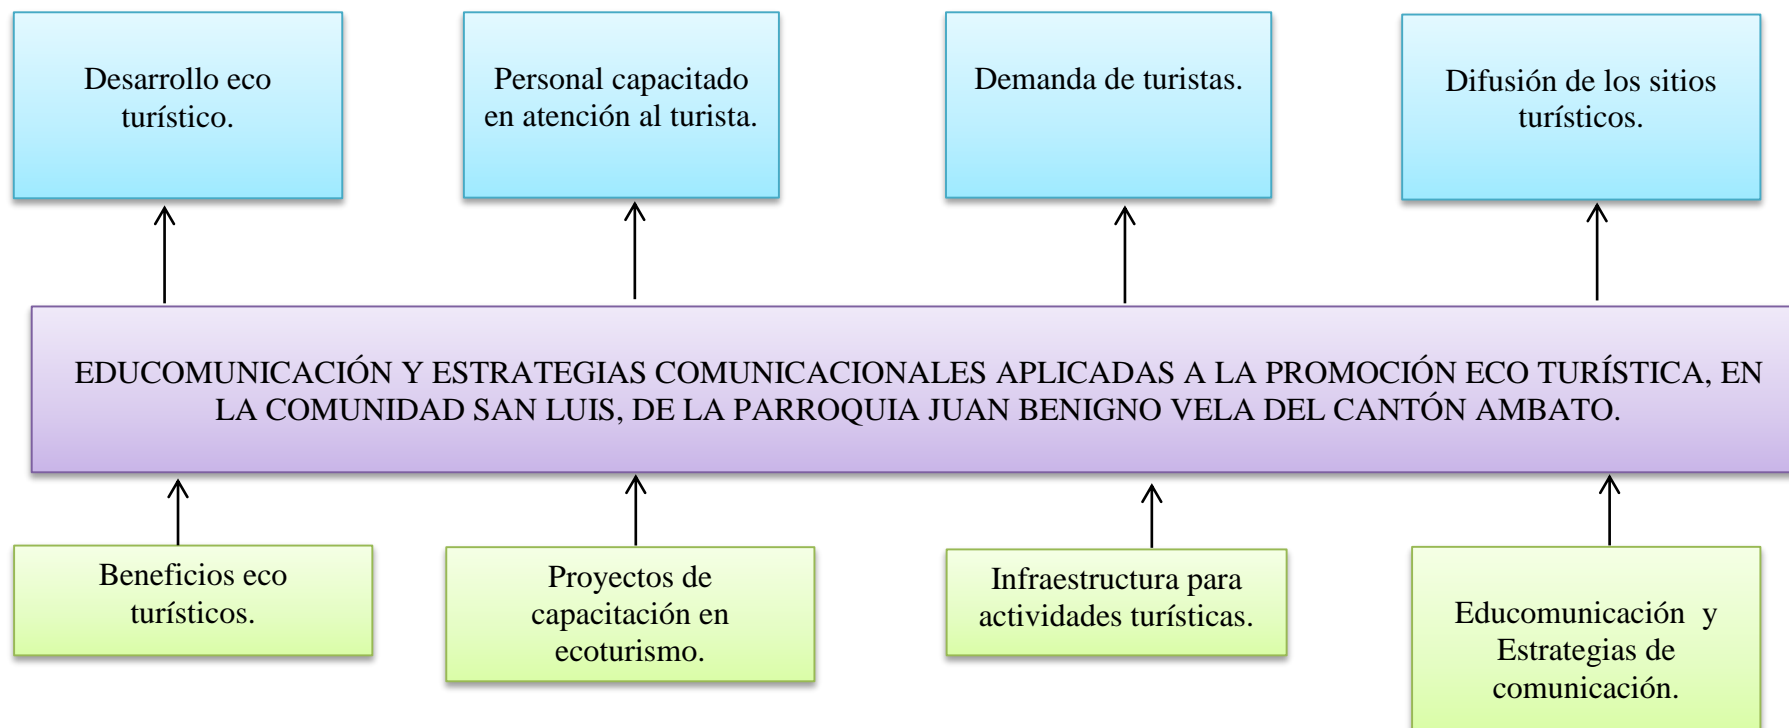 Desarrollo eco
turístico.
Personal capacitado
en atención al turista.
Demanda de turistas.
Difusión de los sitios
turísticos.
EDUCOMUNICACIÓN Y ESTRATEGIAS COMUNICACIONALES APLICADAS A LA PROMOCIÓN ECO TURÍSTICA, EN
LA COMUNIDAD SAN LUIS, DE LA PARROQUIA JUAN BENIGNO VELA DEL CANTÓN AMBATO.
Beneficios eco
turísticos.
Proyectos de
capacitación en
ecoturismo.
Infraestructura para
actividades turísticas.
Educomunicación y
Estrategias de
comunicación.